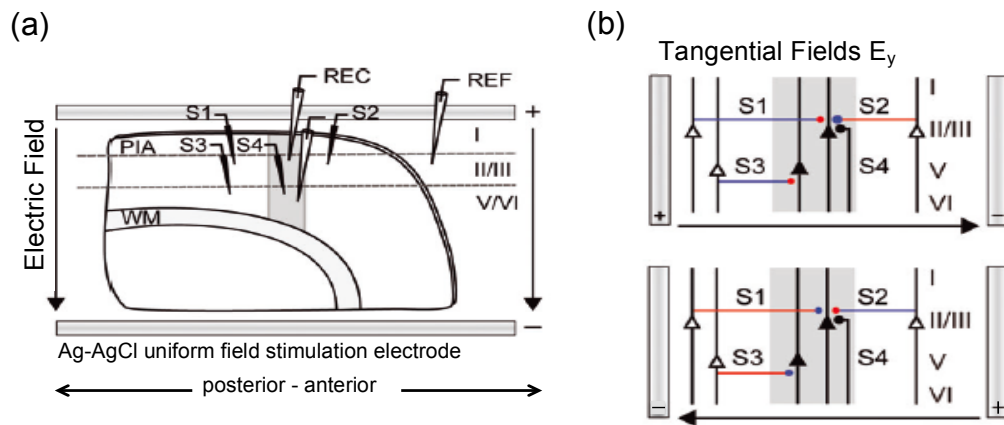 (a)
REC
REF
S1
S2
+
PIA
I
S3
S4
II/III
V/VI
WM
Electric Field
−
Ag-AgCl uniform field stimulation electrode
posterior - anterior
(b)
Tangential Fields Ey
S1
S2
I
II/III
S3
S4
V
VI
+
−
S1
S2
I
II/III
S3
S4
V
VI
−
+